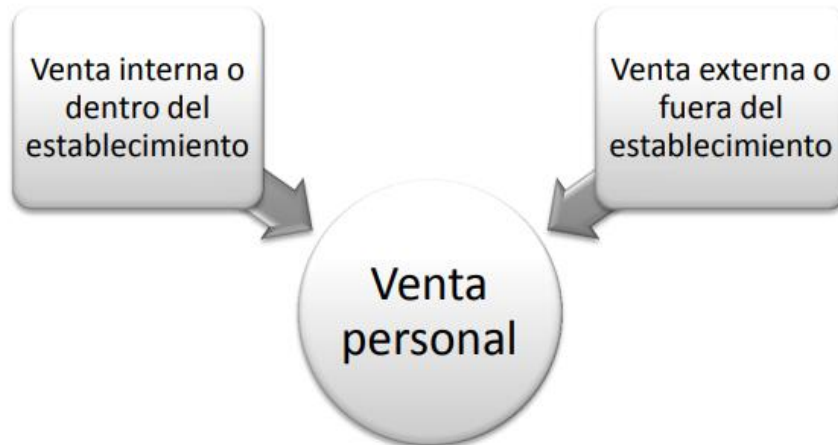 Venta interna o
dentro del
establecimiento
Venta externa o
fuera del
establecimiento
Venta
personal